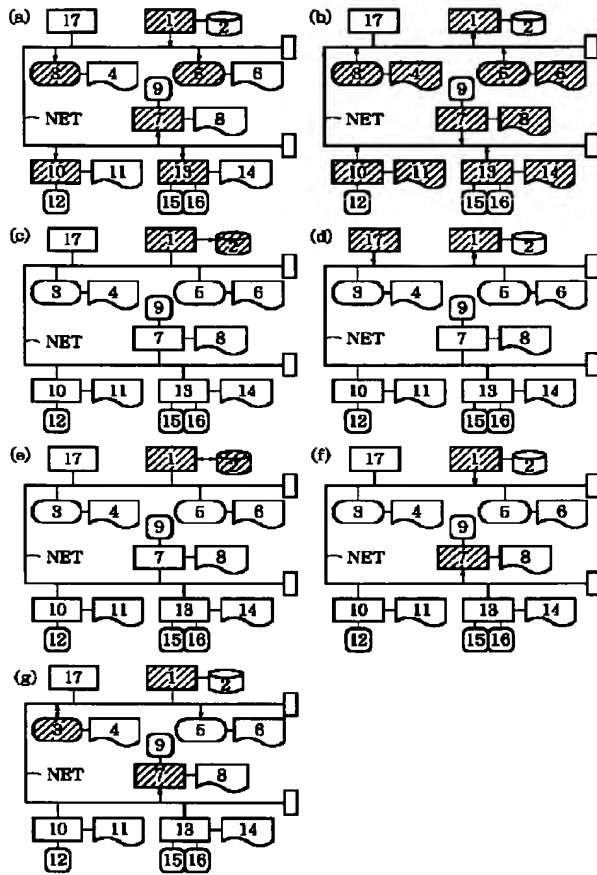 (a) 17 1 2
3 4 5 6
9
NET 7 8
10 11 13 14
12 15 16
(b) 17 1 2
3 4 5 6
9
NET 7 8
10 11 13 14
12 15 16
(c) 17 1 2
3 4 5 6
9
NET 7 8
10 11 13 14
12 15 16
(d) 17 1 2
3 4 5 6
9
NET 7 8
10 11 13 14
12 15 16
(e) 17 1 2
3 4 5 6
9
NET 7 8
10 11 13 14
12 15 16
(f) 17 1 2
3 4 5 6
9
NET 7 8
10 11 13 14
12 15 16
(g) 17 1 2
3 4 5 6
9
NET 7 8
10 11 13 14
12 15 16